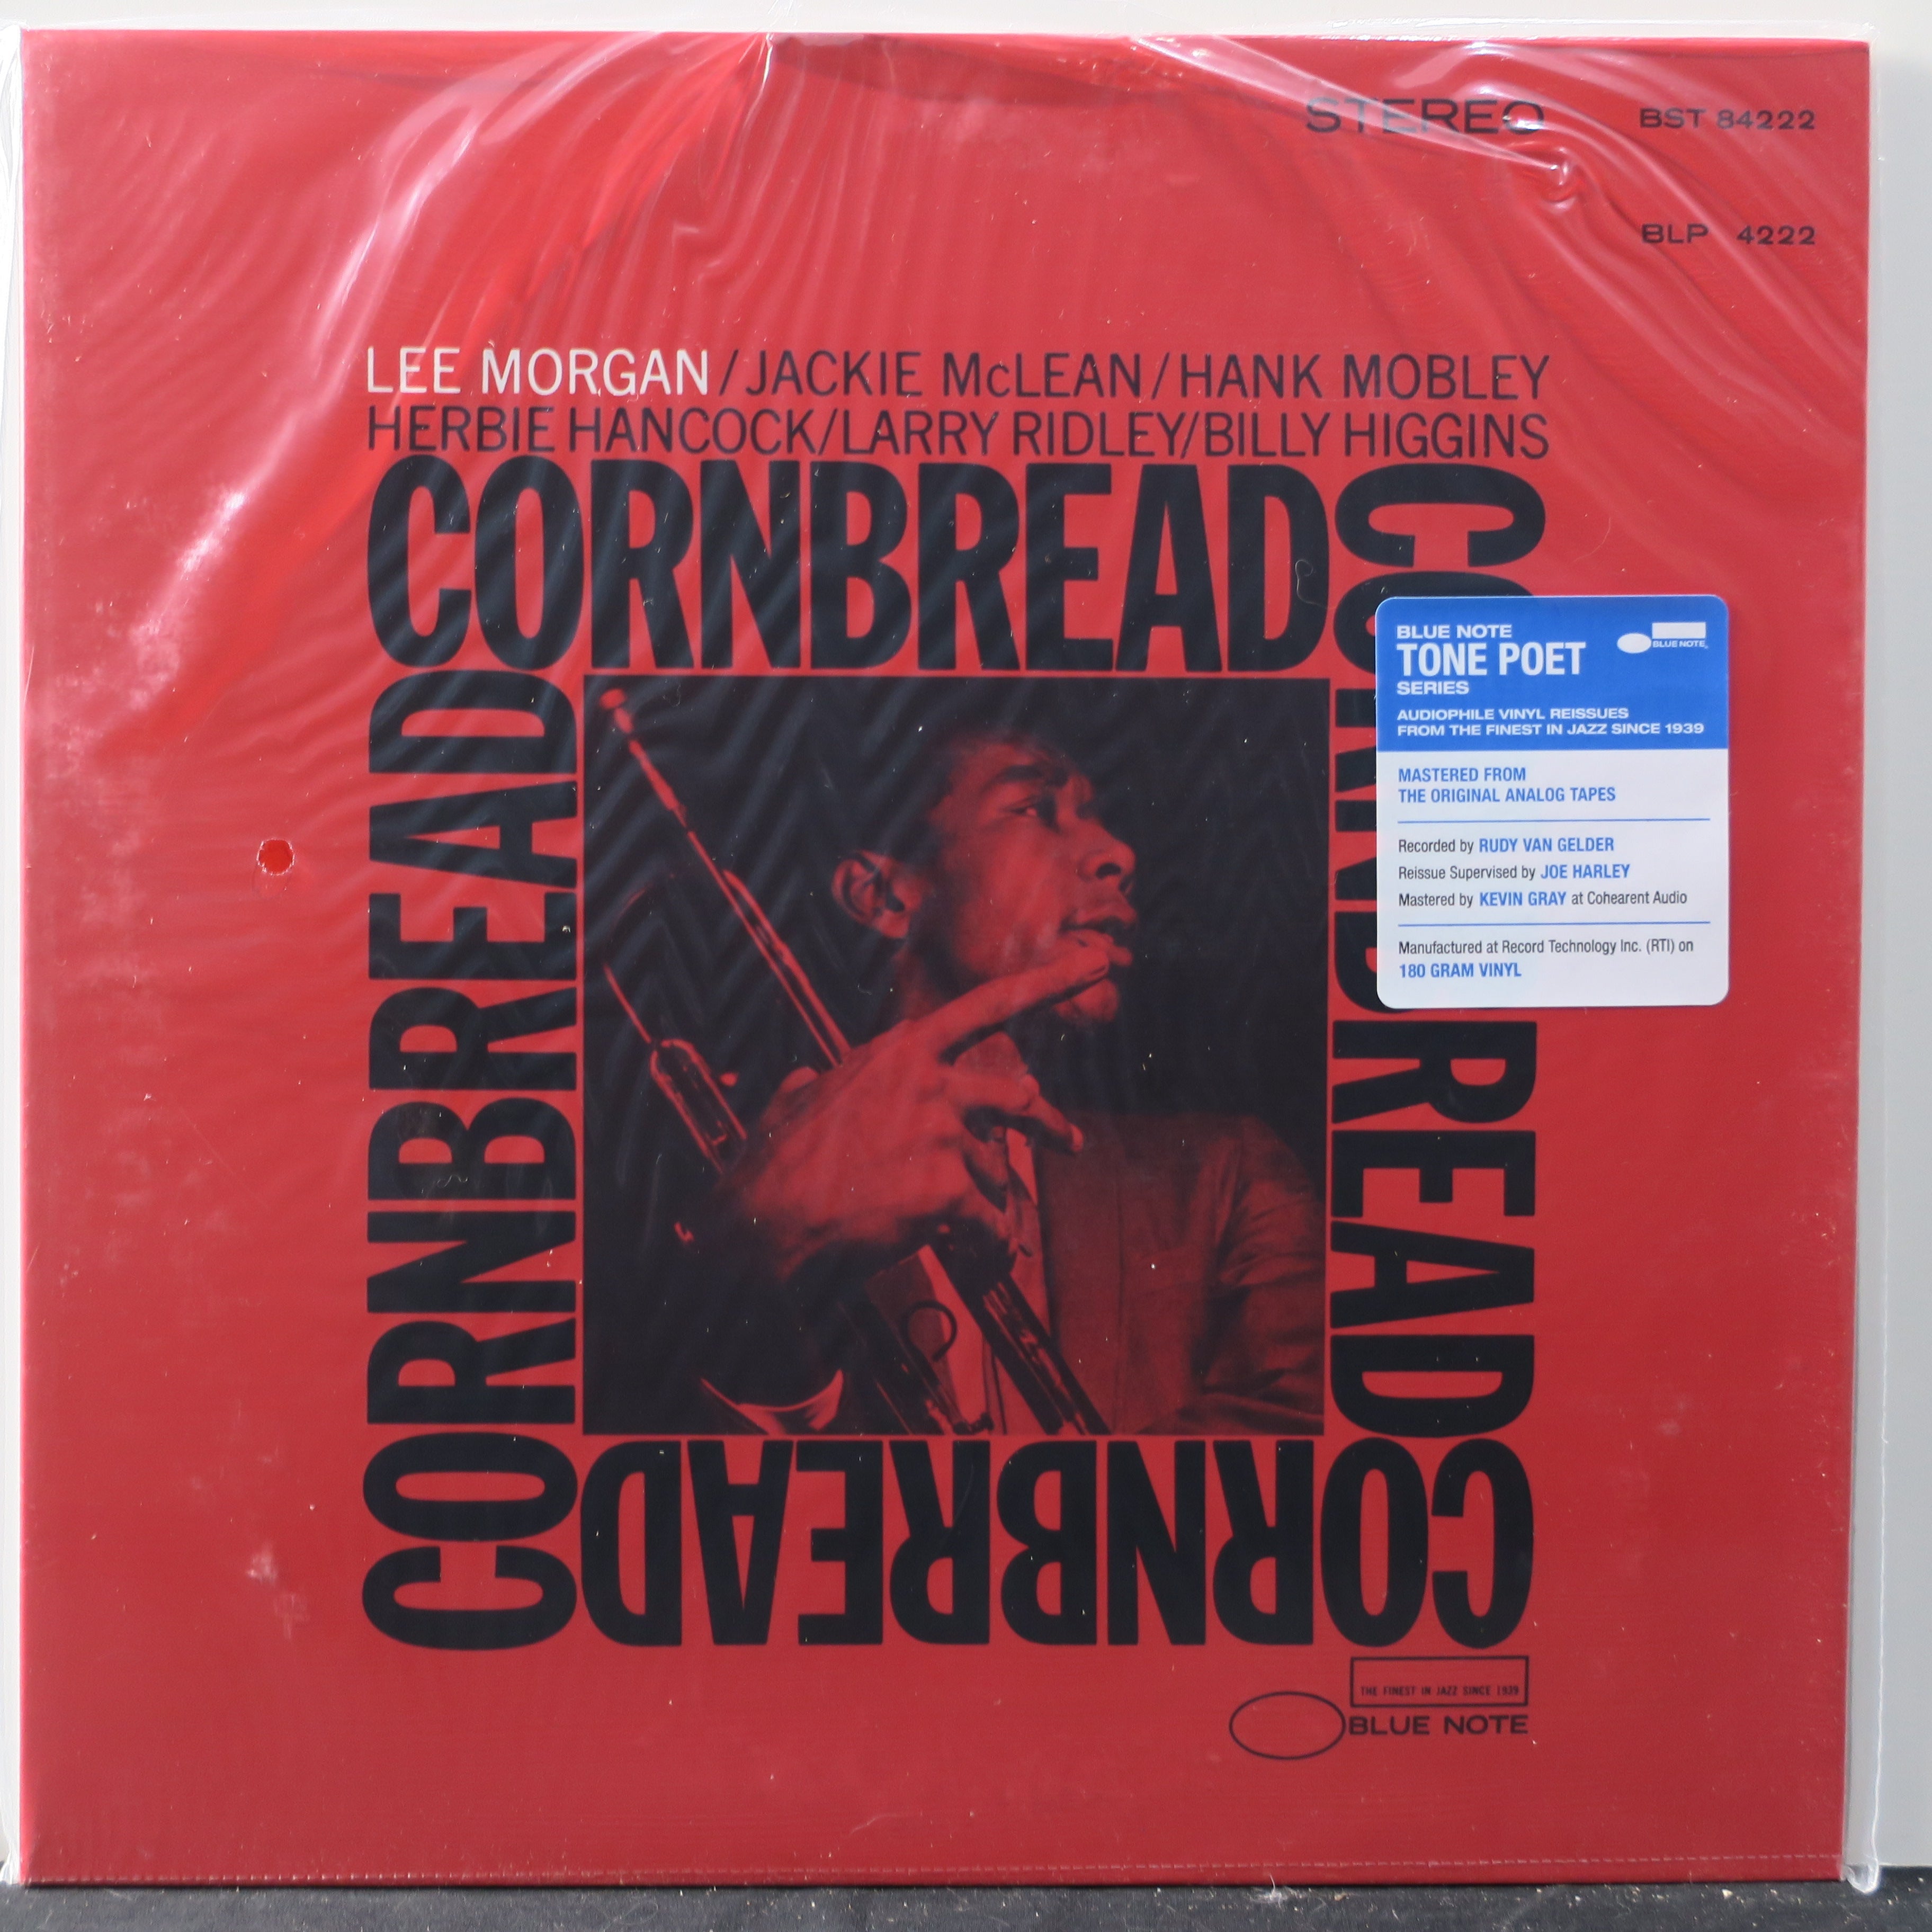 STEREO
BST 84222
BLP 4222
LEE MORGAN / JACKIE McLEAN / HANK MOBLEY
HERBIE HANCOCK/LARRY RIDLEY/BILLY HIGGINS
CORNBREAD
CORNBREAD
CORNBREAD
CORNBREAD
BLUE NOTE
TONE POET
SERIES
BLUE NOTE
AUDIOPHILE VINYL REISSUES
FROM THE FINEST IN JAZZ SINCE 1939
MASTERED FROM
THE ORIGINAL ANALOG TAPES
Recorded by RUDY VAN GELDER
Reissue Supervised by JOE HARLEY
Mastered by KEVIN GRAY at Cohearent Audio
Manufactured at Record Technology Inc. (RTI) on
180 GRAM VINYL
THE FINEST IN JAZZ SINCE 1939
BLUE NOTE